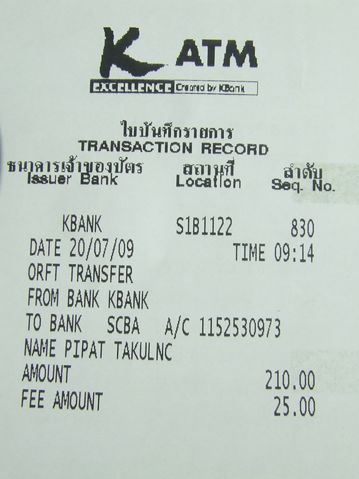 K ATM
EXCELLENCE Created by KBank
ใบบันทึกรายการ
TRANSACTION RECORD
ธนาคารเจ้าของบัตร สถานที่ ลำดับ
Issuer Bank Location Seq. No.
KBANK S1B1122 830
DATE 20/07/09 TIME 09:14
ORFT TRANSFER
FROM BANK KBANK
TO BANK SCBA A/C 1152530973
NAME PIPAT TAKULNC
AMOUNT 210.00
FEE AMOUNT 25.00